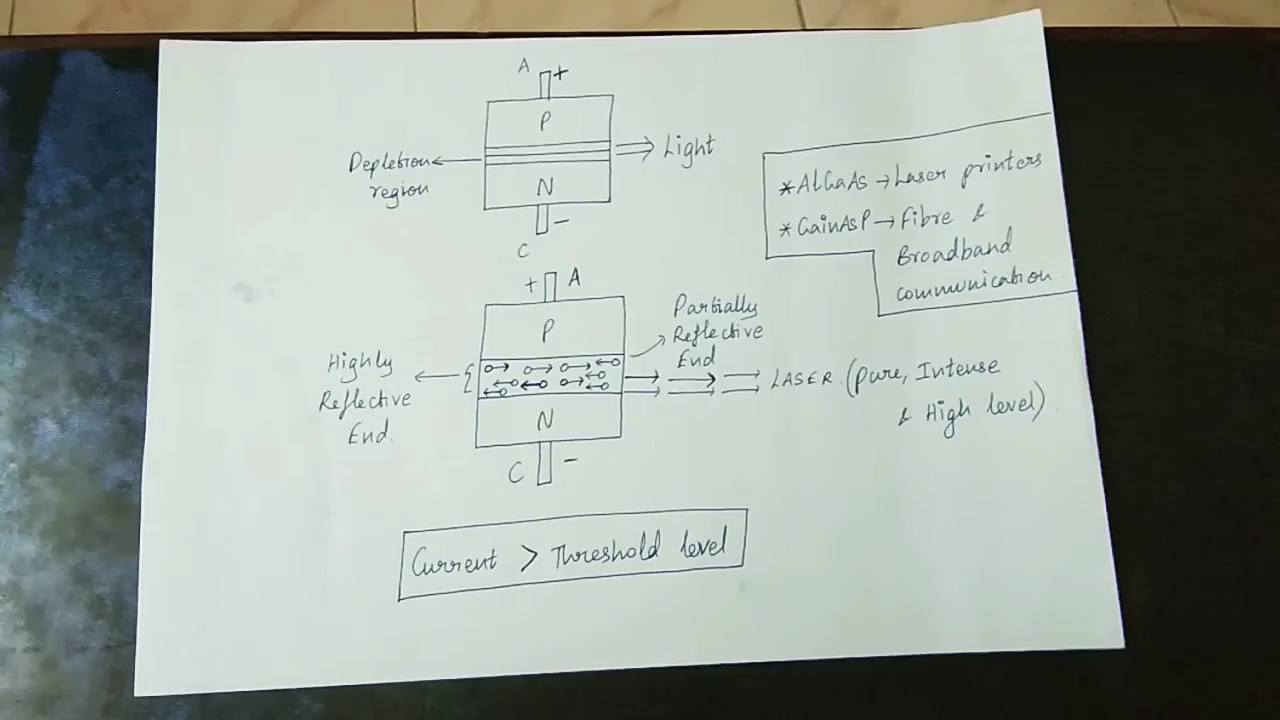 A +
P
Depletion
region
Light
N
-
C
*AlGaAs → Laser printers
*GainAsP → Fibre &
Broadband
communication.
+ A
P
Partially
Reflective
End
Highly
Reflective
End.
LASER (pure, Intense
& High level).
N
C -
Current > Threshold level